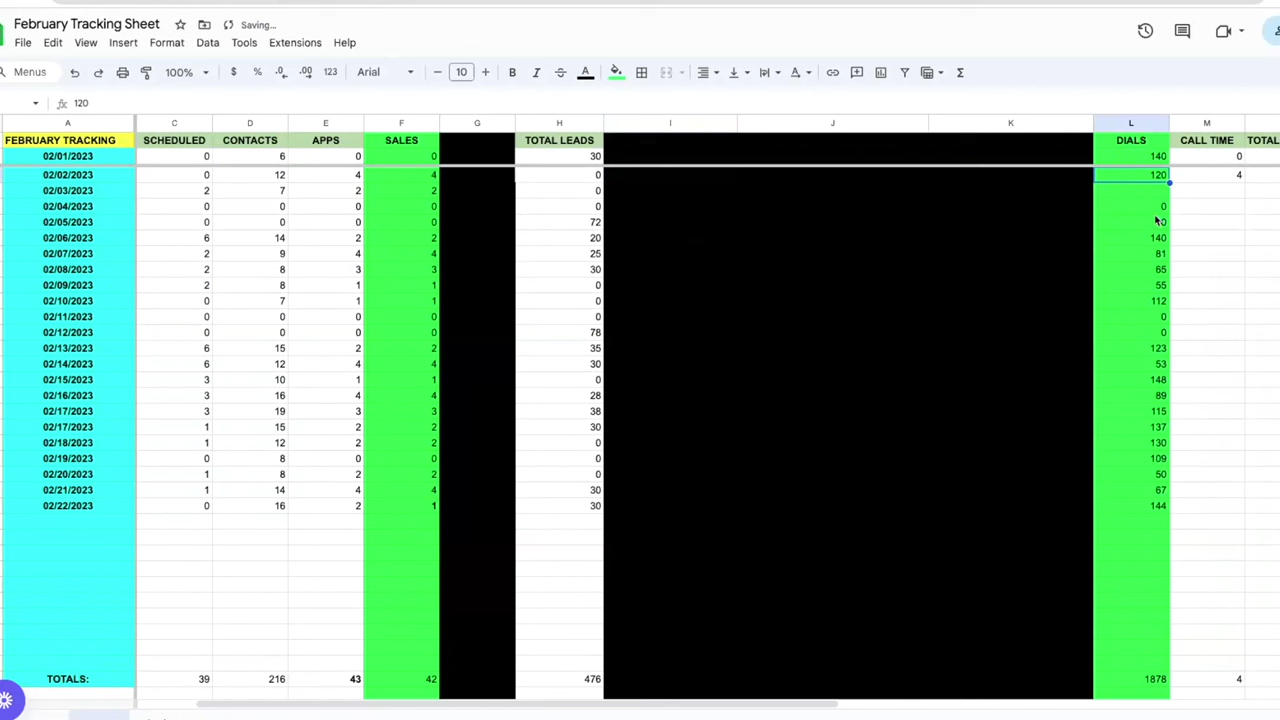 February Tracking Sheet Saving...
File Edit View Insert Format Data Tools Extensions Help
Menus 100% $ % .0 .00 123 Arial 10 B I A
fx 120
A C D E F G H I J K L M
FEBRUARY TRACKING SCHEDULED CONTACTS APPS SALES TOTAL LEADS DIALS CALL TIME TOTAL
02/01/2023 0 6 0 0 30 140 0
02/02/2023 0 12 4 4 0 120 4
02/03/2023 2 7 2 2 0
02/04/2023 0 0 0 0 0 0
02/05/2023 0 0 0 0 72 0
02/06/2023 6 14 2 2 20 140
02/07/2023 2 9 4 4 25 81
02/08/2023 2 8 3 3 30 65
02/09/2023 2 8 1 1 0 55
02/10/2023 0 7 1 1 0 112
02/11/2023 0 0 0 0 0 0
02/12/2023 0 0 0 0 78 0
02/13/2023 6 15 2 2 35 123
02/14/2023 6 12 4 4 30 53
02/15/2023 3 10 1 1 0 148
02/16/2023 3 16 4 4 28 89
02/17/2023 3 19 3 3 38 115
02/17/2023 1 15 2 2 30 137
02/18/2023 1 12 2 2 0 130
02/19/2023 0 8 0 0 0 109
02/20/2023 1 8 2 2 0 50
02/21/2023 1 14 4 4 30 67
02/22/2023 0 16 2 1 30 144
TOTALS: 39 216 43 42 476 1878 4